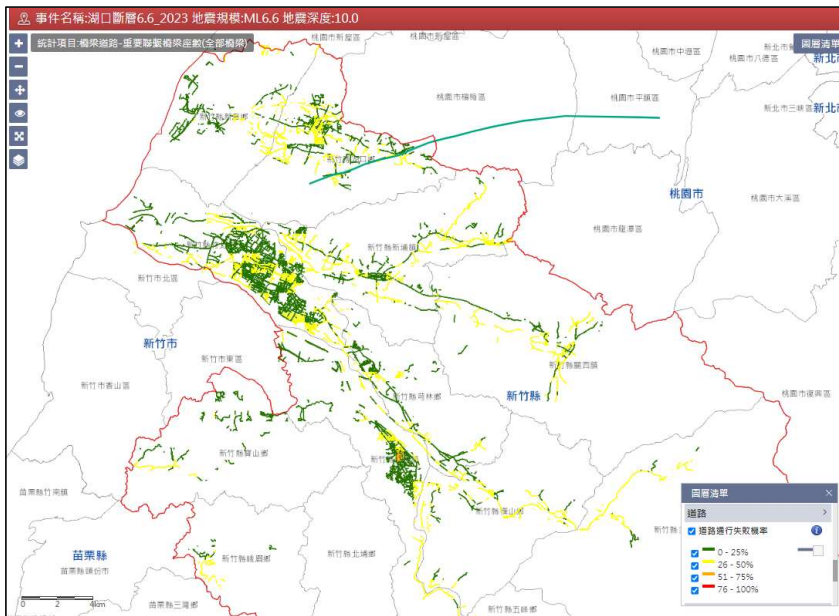 事件名稱:湖口斷層6.6_2023 地震規模:ML6.6 地震深度:10.0
統計項目:橋梁道路-重要聯繫橋梁座數(全部橋梁)
圖層清單
桃園市新屋區
桃園市中壢區
桃園市八德區
新北市
桃園市楊梅區
桃園市平鎮區
新北市三峽區
新北市
新竹縣新豐鄉
新竹縣湖口鄉
桃園市
桃園市大溪區
桃園市龍潭區
新竹縣新埔鎮
新竹市北區
新竹市
新竹市東區
新竹縣關西鎮
新竹市香山區
新竹縣
新竹縣芎林鄉
桃園市復興區
新竹縣寶山鄉
新竹縣橫山鄉
苗栗縣竹南鎮
苗栗縣
新竹縣峨眉鄉
新竹縣北埔鄉
苗栗縣頭份市
苗栗縣三灣鄉
新竹縣五峰鄉
0 2 4km
圖層清單 ×
道路 >
道路通行失敗機率
0 - 25%
26 - 50%
51 - 75%
76 - 100%